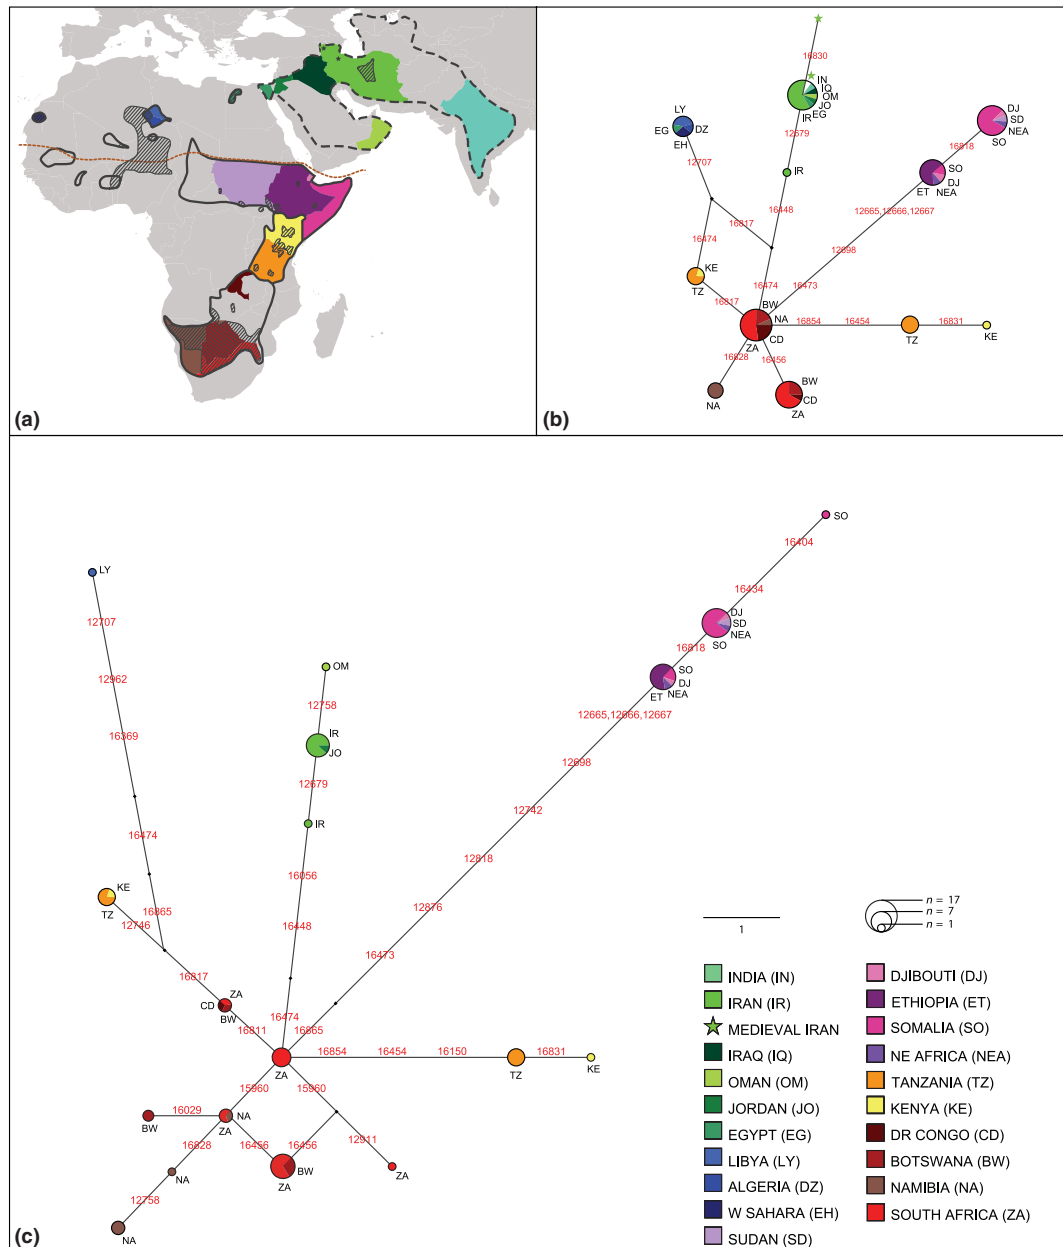 (a)
(b)
16830
IN
IQ
OM
JO
EG
IR
12679
IR
16448
16474
LY
EG
DZ
EH
12707
16817
16474
KE
TZ
16817
DJ
SD
NEA
SO
16818
SO
DJ
NEA
ET
12665,12666,12667
12698
16473
BW
NA
CD
ZA
16854
16454
TZ
16831
KE
16828
NA
16456
BW
CD
ZA
(c)
LY
12707
12962
16369
16474
16865
KE
TZ
12746
16817
ZA
CD
BW
16811
OM
12758
IR
JO
12679
IR
16056
16448
16474
16865
SO
16404
16434
DJ
SD
NEA
SO
16818
SO
DJ
NEA
ET
12665,12666,12667
12698
12742
12818
12876
16473
ZA
16854
16454
16150
TZ
16831
KE
15960
15960
BW
16029
NA
ZA
16828
NA
12758
NA
16456
16456
BW
ZA
12911
ZA
1
n = 17
n = 7
n = 1
INDIA (IN)
IRAN (IR)
MEDIEVAL IRAN
IRAQ (IQ)
OMAN (OM)
JORDAN (JO)
EGYPT (EG)
LIBYA (LY)
ALGERIA (DZ)
W SAHARA (EH)
SUDAN (SD)
DJIBOUTI (DJ)
ETHIOPIA (ET)
SOMALIA (SO)
NE AFRICA (NEA)
TANZANIA (TZ)
KENYA (KE)
DR CONGO (CD)
BOTSWANA (BW)
NAMIBIA (NA)
SOUTH AFRICA (ZA)